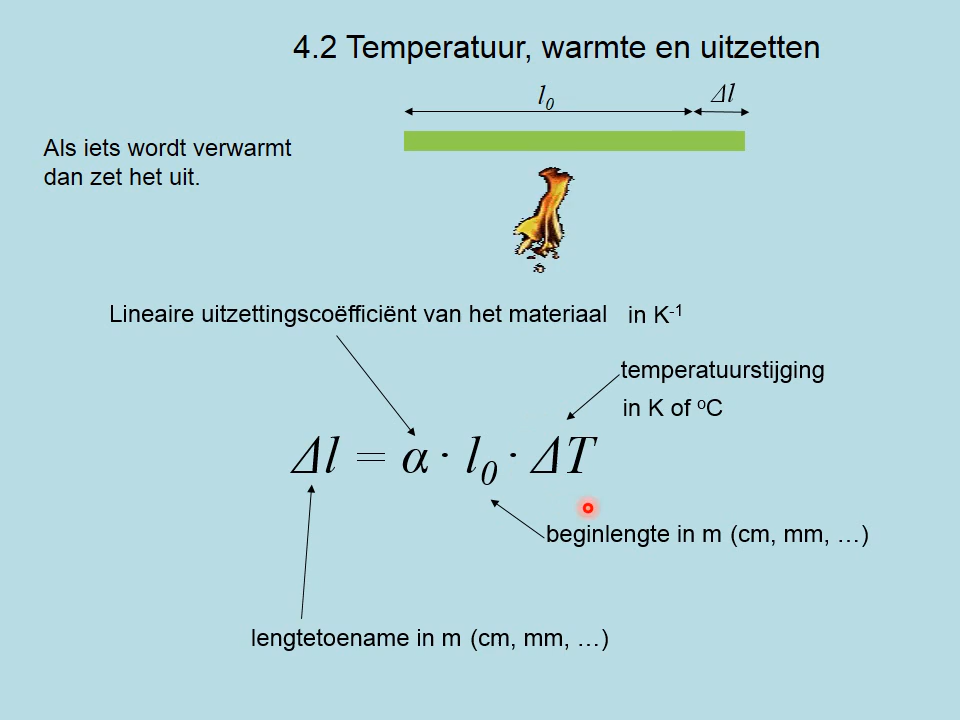 4.2 Temperatuur, warmte en uitzetten
l₀
Δl
Als iets wordt verwarmt
dan zet het uit.
Lineaire uitzettingscoëfficiënt van het materiaal in K⁻¹
temperatuurstijging
in K of ᵒC
Δl = α · l₀ · ΔT
beginlengte in m (cm, mm, …)
lengtetoename in m (cm, mm, …)